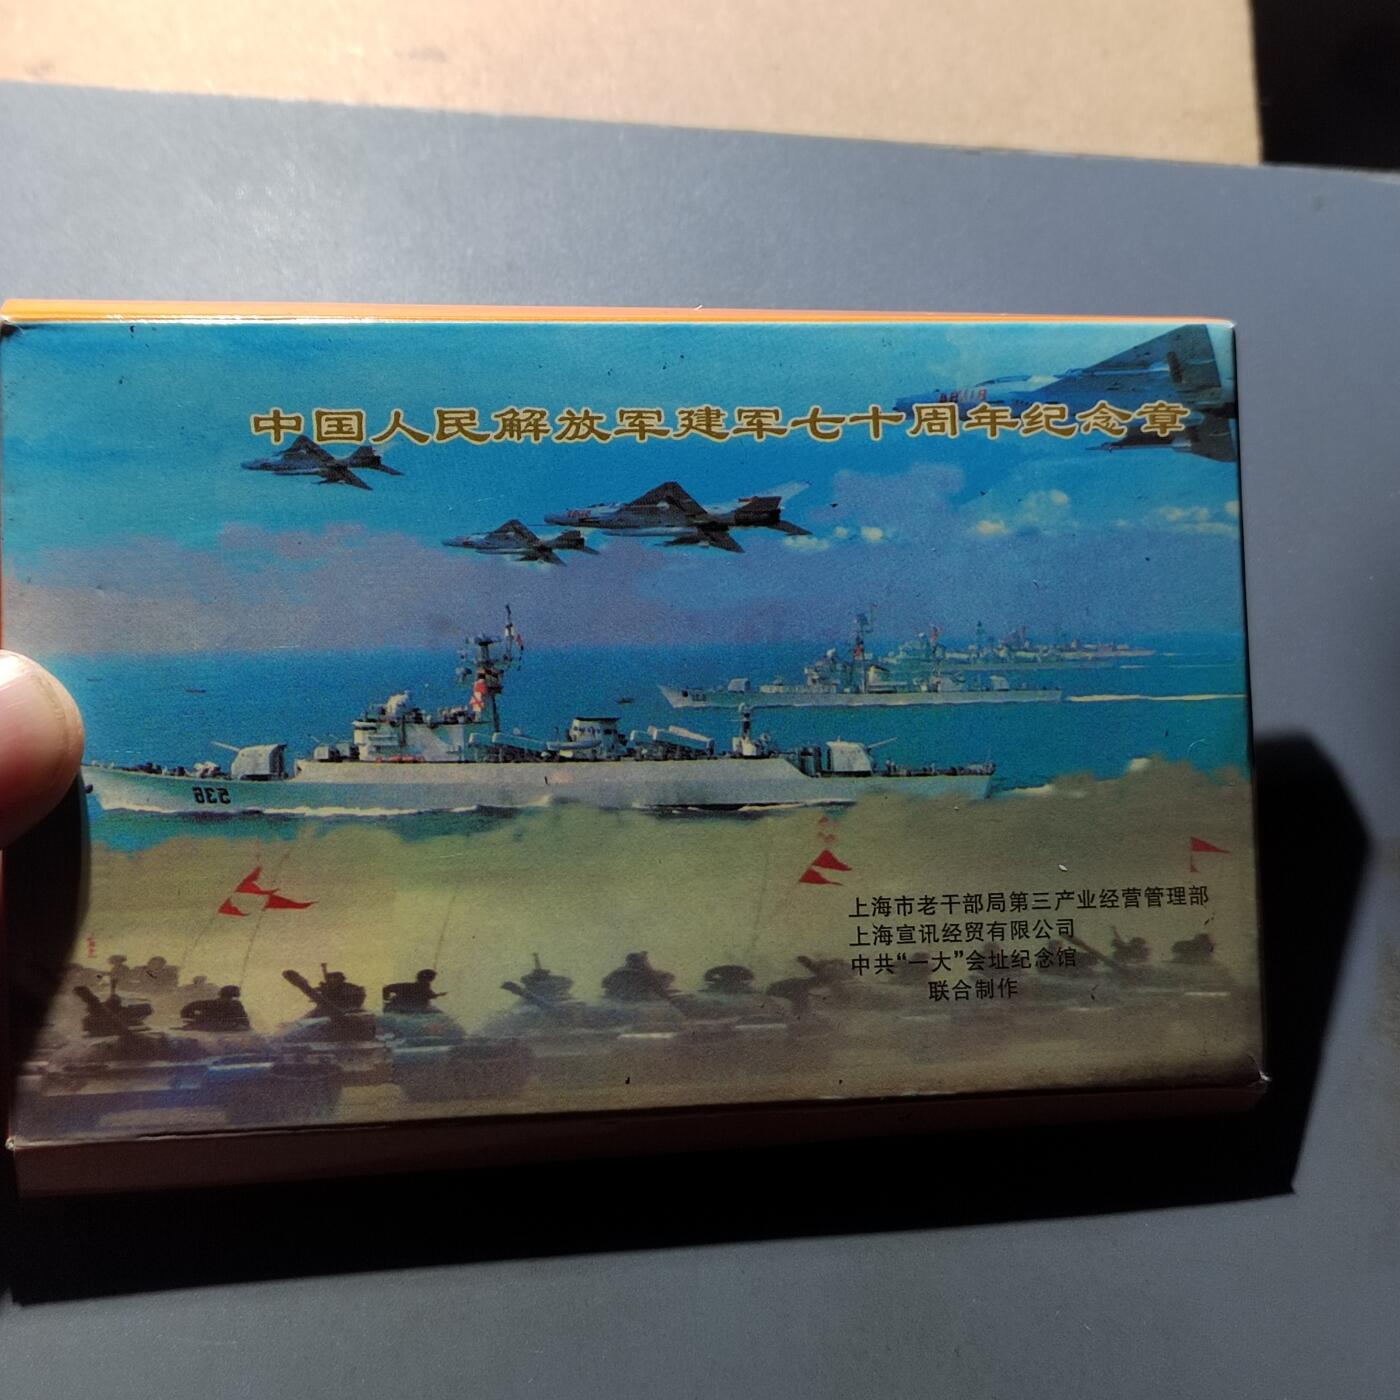 中国人民解放军建军七十周年纪念章
536
上海市老干部局第三产业经营管理部
上海宣讯经贸有限公司
中共“一大”会址纪念馆
联合制作